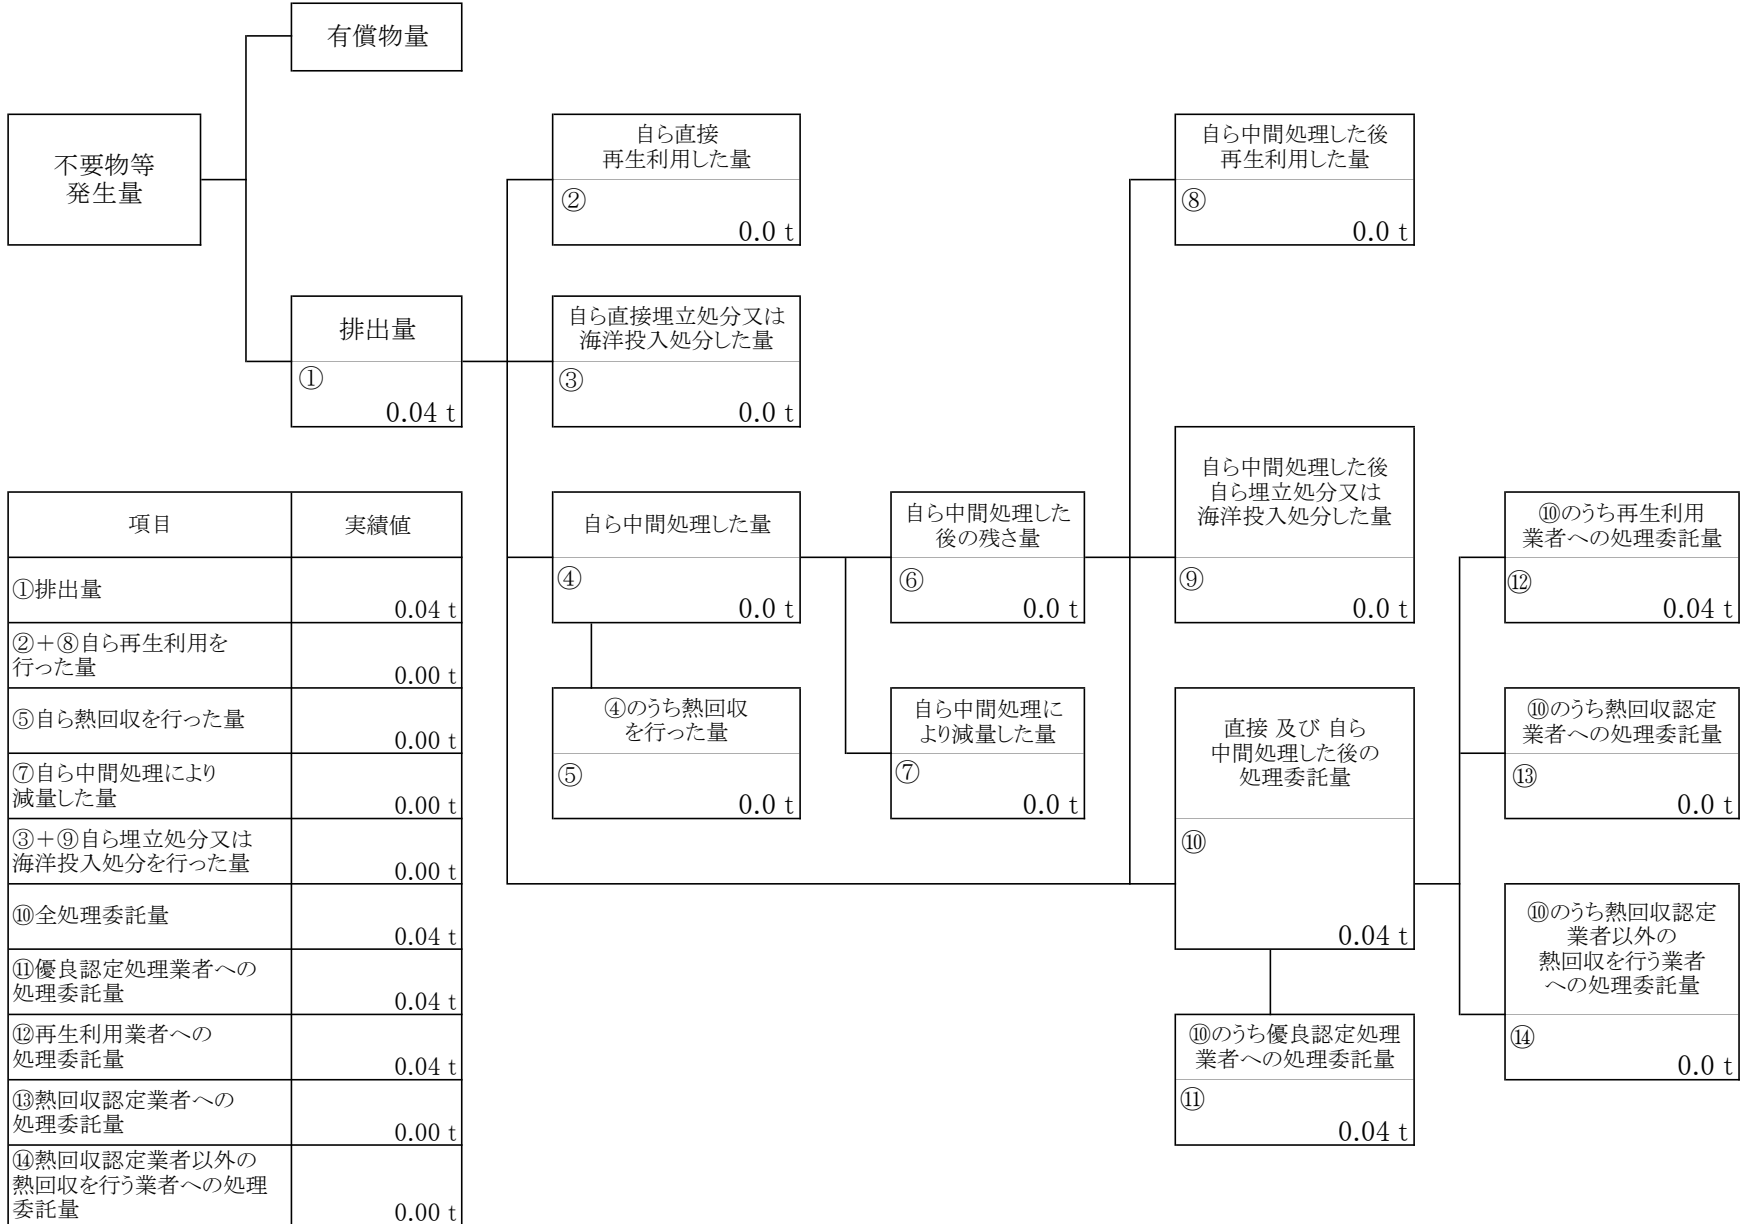 有償物量
不要物等
発生量
自ら直接
再生利用した量
②
0.0 t
自ら中間処理した後
再生利用した量
⑧
0.0 t
排出量
①
0.04 t
自ら直接埋立処分又は
海洋投入処分した量
③
0.0 t
自ら中間処理した量
④
0.0 t
自ら中間処理した
後の残さ量
⑥
0.0 t
自ら中間処理した後
自ら埋立処分又は
海洋投入処分した量
⑨
0.0 t
⑩のうち再生利用
業者への処理委託量
⑫
0.04 t
④のうち熱回収
を行った量
⑤
0.0 t
自ら中間処理に
より減量した量
⑦
0.0 t
直接 及び 自ら
中間処理した後の
処理委託量
⑩
0.04 t
⑩のうち熱回収認定
業者への処理委託量
⑬
0.0 t
⑩のうち熱回収認定
業者以外の
熱回収を行う業者
への処理委託量
⑭
0.0 t
⑩のうち優良認定処理
業者への処理委託量
⑪
0.04 t
項目 実績値
①排出量
0.04 t
②＋⑧自ら再生利用を
行った量
0.00 t
⑤自ら熱回収を行った量
0.00 t
⑦自ら中間処理により
減量した量
0.00 t
③＋⑨自ら埋立処分又は
海洋投入処分を行った量
0.00 t
⑩全処理委託量
0.04 t
⑪優良認定処理業者への
処理委託量
0.04 t
⑫再生利用業者への
処理委託量
0.04 t
⑬熱回収認定業者への
処理委託量
0.00 t
⑭熱回収認定業者以外の
熱回収を行う業者への処理
委託量
0.00 t